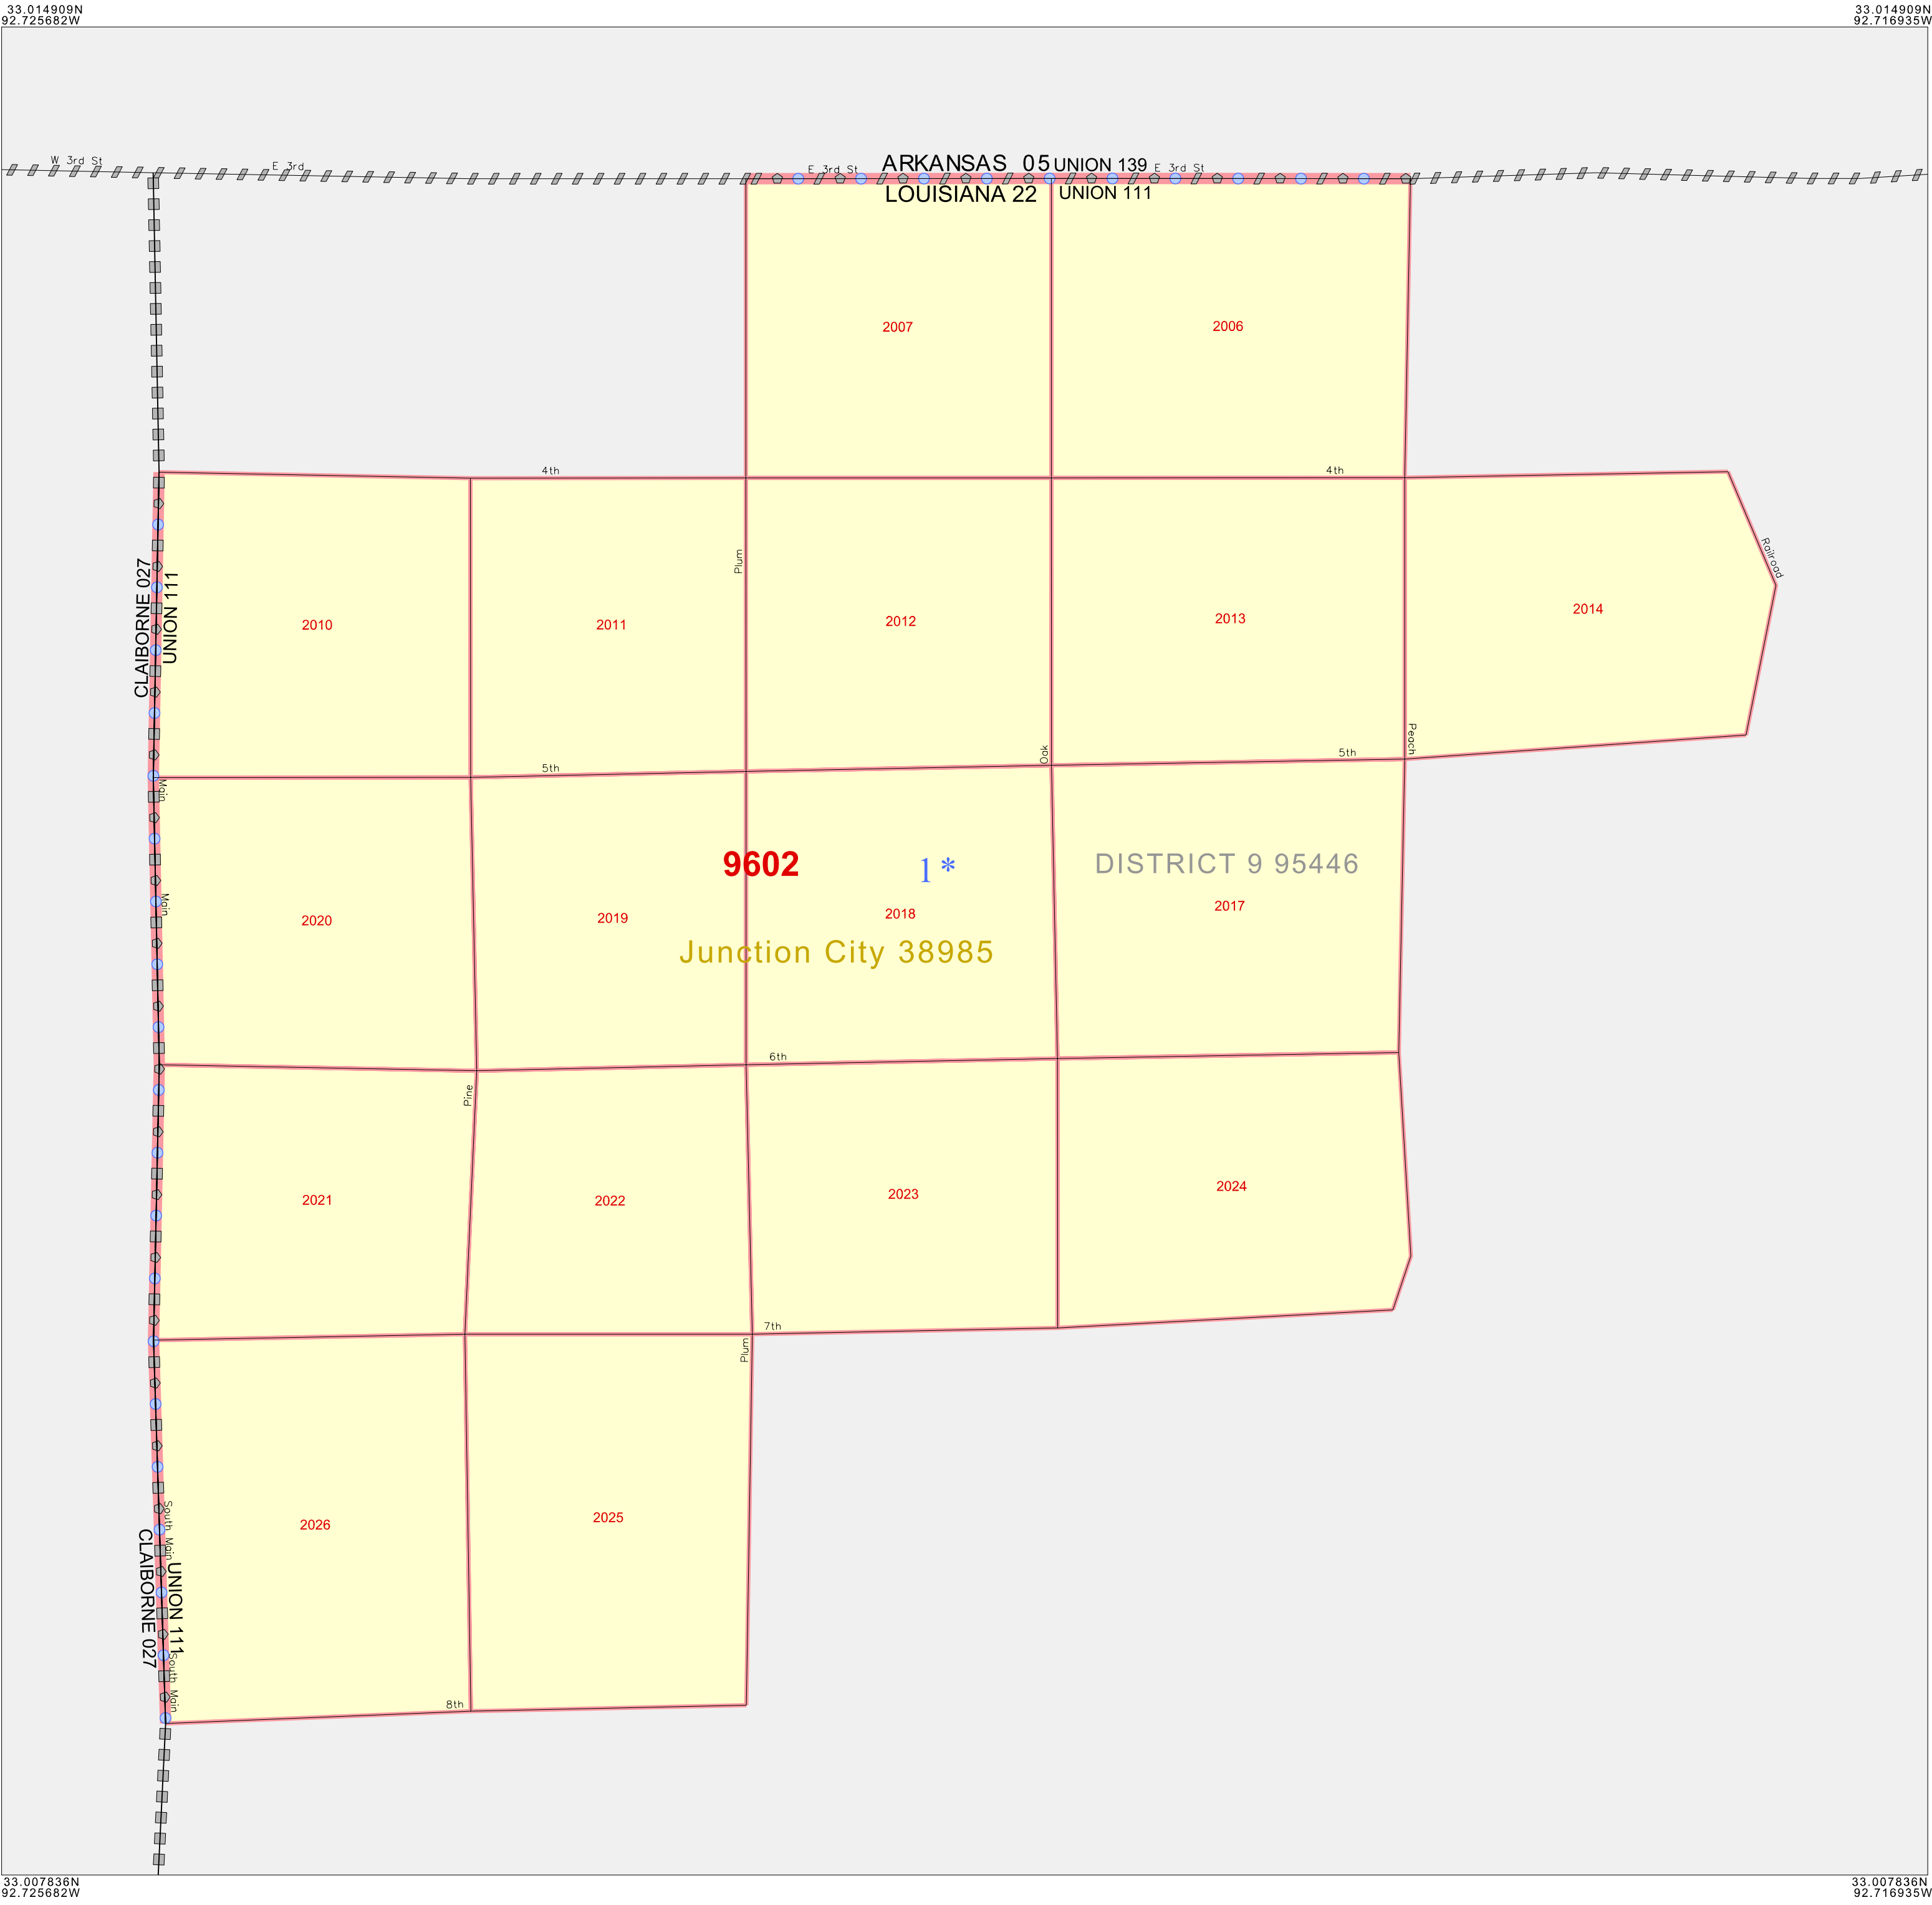 33.014909N
92.725682W
33.014909N
92.716935W
W 3rd St
E 3rd
E 3rd St
ARKANSAS 05
UNION 139
E 3rd St
LOUISIANA 22
UNION 111
2007
2006
4th
4th
Plum
Railroad
CLAIBORNE 027
UNION 111
2010
2011
2012
2013
2014
Oak
Peach
5th
5th
Main
9602
1 *
DISTRICT 9 95446
Main
2020
2019
2018
2017
Junction City 38985
6th
Pine
2021
2022
2023
2024
7th
Plum
South Main
2026
2025
CLAIBORNE 027
UNION 111
South Main
8th
33.007836N
92.725682W
33.007836N
92.716935W